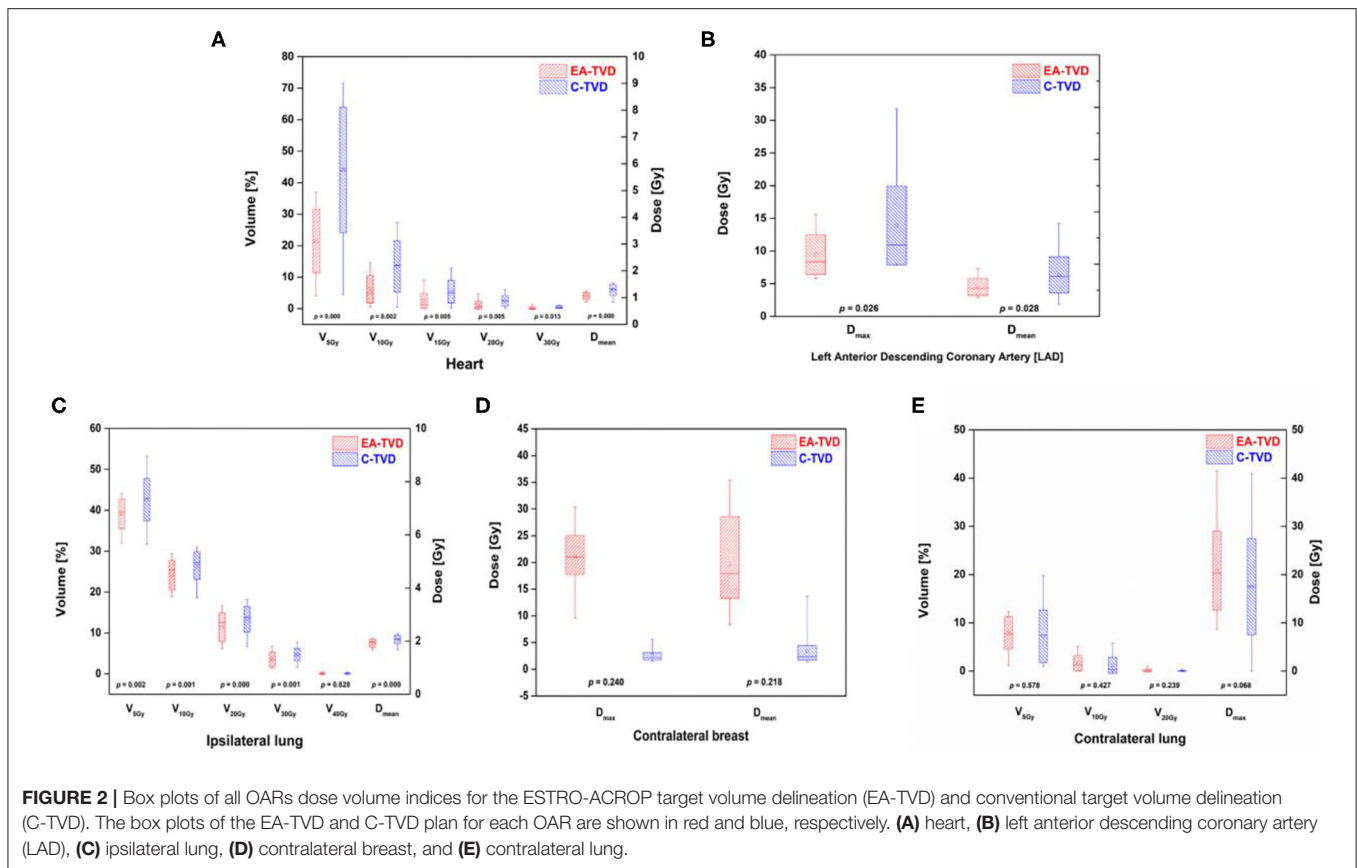 A
80
70
60
50
40
30
20
10
0
Volume [%]
10
9
8
7
6
5
4
3
2
1
0
Dose [Gy]
EA-TVD
C-TVD
p = 0.000
p = 0.002
p = 0.005
p = 0.005
p = 0.013
p = 0.000
V5Gy
V10Gy
V15Gy
V20Gy
V30Gy
Dmean
Heart
B
40
35
30
25
20
15
10
5
0
Dose [Gy]
EA-TVD
C-TVD
p = 0.026
p = 0.028
Dmax
Dmean
Left Anterior Descending Coronary Artery [LAD]
C
60
50
40
30
20
10
0
Volume [%]
10
8
6
4
2
0
Dose [Gy]
EA-TVD
C-TVD
p = 0.002
p = 0.001
p = 0.000
p = 0.001
p = 0.828
p = 0.000
V5Gy
V10Gy
V20Gy
V30Gy
V40Gy
Dmean
Ipsilateral lung
D
45
40
35
30
25
20
15
10
5
0
-5
Dose [Gy]
EA-TVD
C-TVD
p = 0.240
p = 0.218
Dmax
Dmean
Contralateral breast
E
50
40
30
20
10
0
Volume [%]
50
40
30
20
10
0
Dose [Gy]
EA-TVD
C-TVD
p = 0.578
p = 0.427
p = 0.239
p = 0.068
V5Gy
V10Gy
V20Gy
Dmax
Contralateral lung
FIGURE 2 | Box plots of all OARs dose volume indices for the ESTRO-ACROP target volume delineation (EA-TVD) and conventional target volume delineation
(C-TVD). The box plots of the EA-TVD and C-TVD plan for each OAR are shown in red and blue, respectively. (A) heart, (B) left anterior descending coronary artery
(LAD), (C) ipsilateral lung, (D) contralateral breast, and (E) contralateral lung.